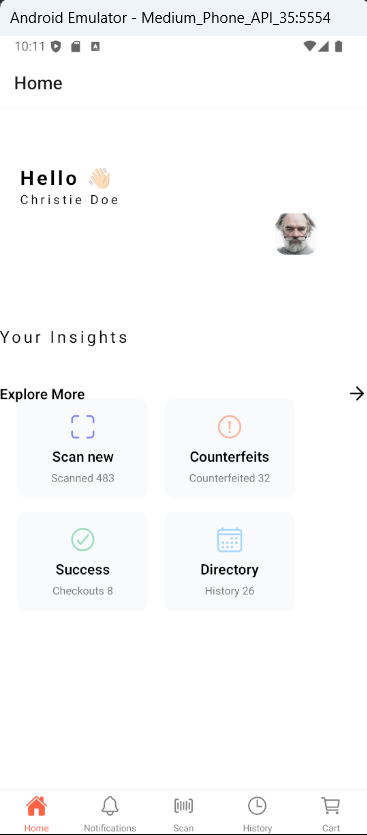 Android Emulator - Medium_Phone_API_35:5554
10:11
Home
Hello 👋🏻
Christie Doe
Your Insights
Explore More
Scan new
Scanned 483
Counterfeits
Counterfeited 32
Success
Checkouts 8
Directory
History 26
Home
Notifications
Scan
History
Cart